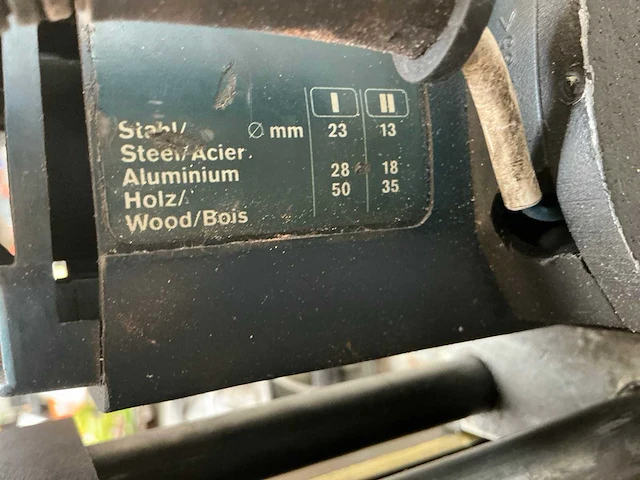 I II
Stahl/ Ø mm 23 13
Steel/Acier
Aluminium 28 18
Holz/ 50 35
Wood/Bois